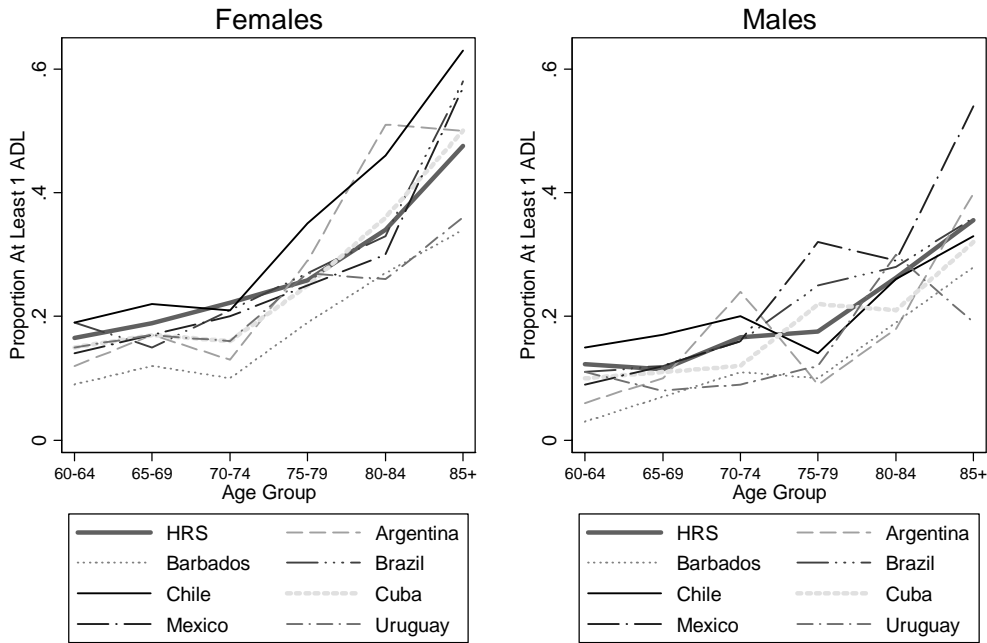 Females
Proportion At Least 1 ADL
.6
.4
.2
0
60-64 65-69 70-74 75-79 80-84 85+
Age Group
HRS Argentina
Barbados Brazil
Chile Cuba
Mexico Uruguay
Males
Proportion At Least 1 ADL
.6
.4
.2
0
60-64 65-69 70-74 75-79 80-84 85+
Age Group
HRS Argentina
Barbados Brazil
Chile Cuba
Mexico Uruguay